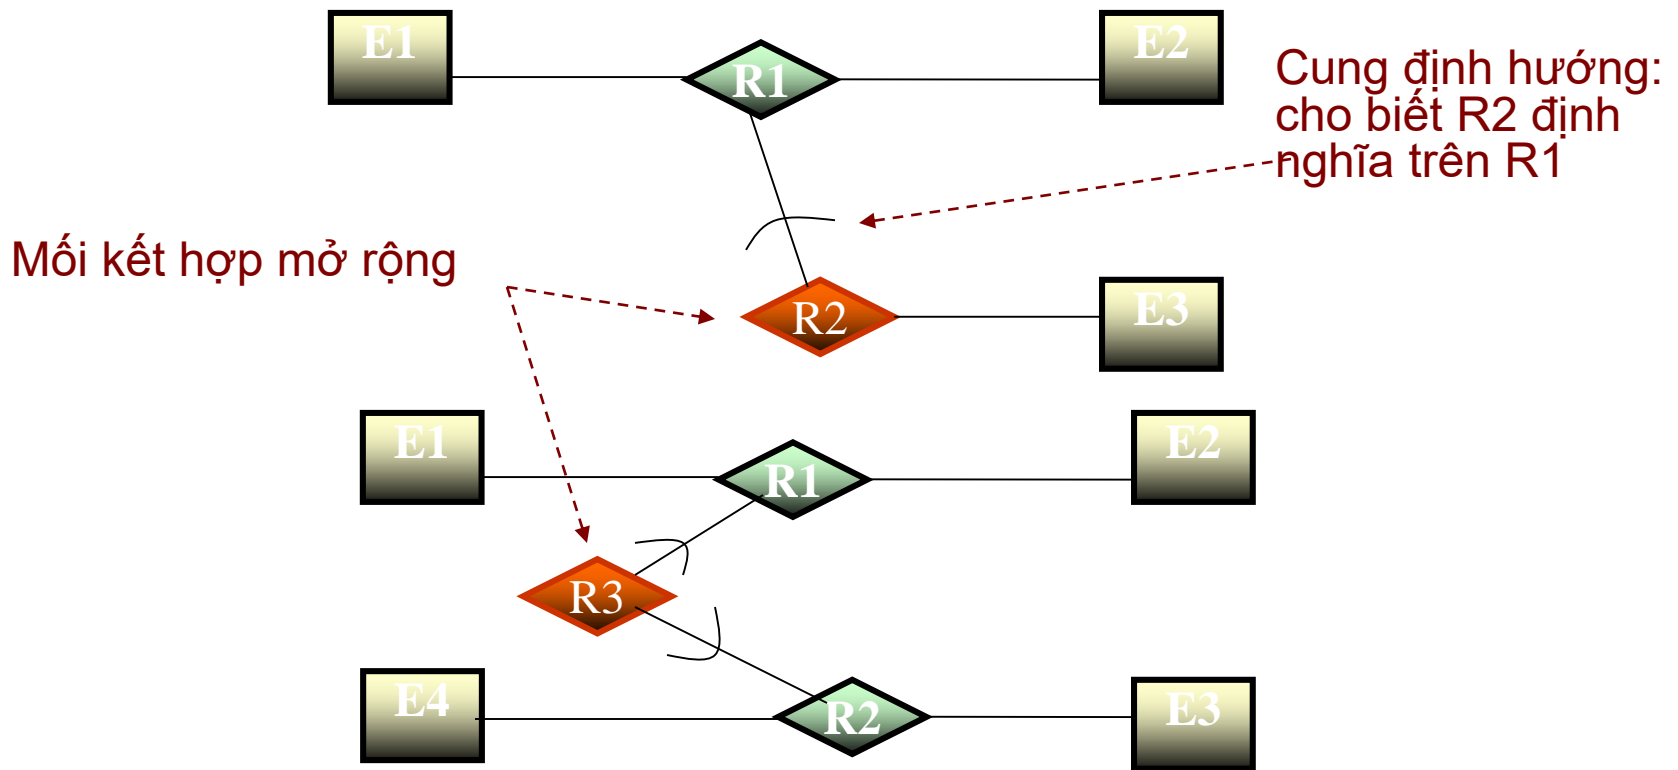 E1
R1
E2
Cung định hướng:
cho biết R2 định
nghĩa trên R1
Mối kết hợp mở rộng
R2
E3
E1
R1
E2
R3
E4
R2
E3